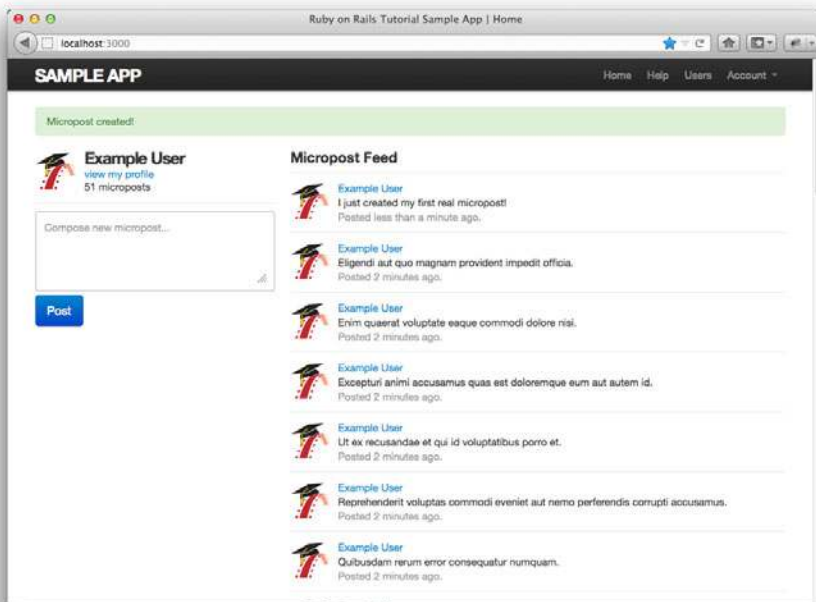 Ruby on Rails Tutorial Sample App | Home
localhost:3000
SAMPLE APP
Home Help Users Account
Micropost created!
Example User
view my profile
51 microposts
Compose new micropost...
Post
Micropost Feed
Example User
I just created my first real micropost!
Posted less than a minute ago.
Example User
Eligendi aut quo magnam provident impedit officia.
Posted 2 minutes ago.
Example User
Enim quaerat voluptate eaque commodi dolore nisi.
Posted 2 minutes ago.
Example User
Excepturi animi accusamus quas est doloremque eum aut autem id.
Posted 2 minutes ago.
Example User
Ut ex recusandae et qui id voluptatibus porro et.
Posted 2 minutes ago.
Example User
Reprehenderit voluptas commodi eveniet aut nemo perferendis corrupti accusamus.
Posted 2 minutes ago.
Example User
Quibusdam rerum error consequatur numquam.
Posted 2 minutes ago.